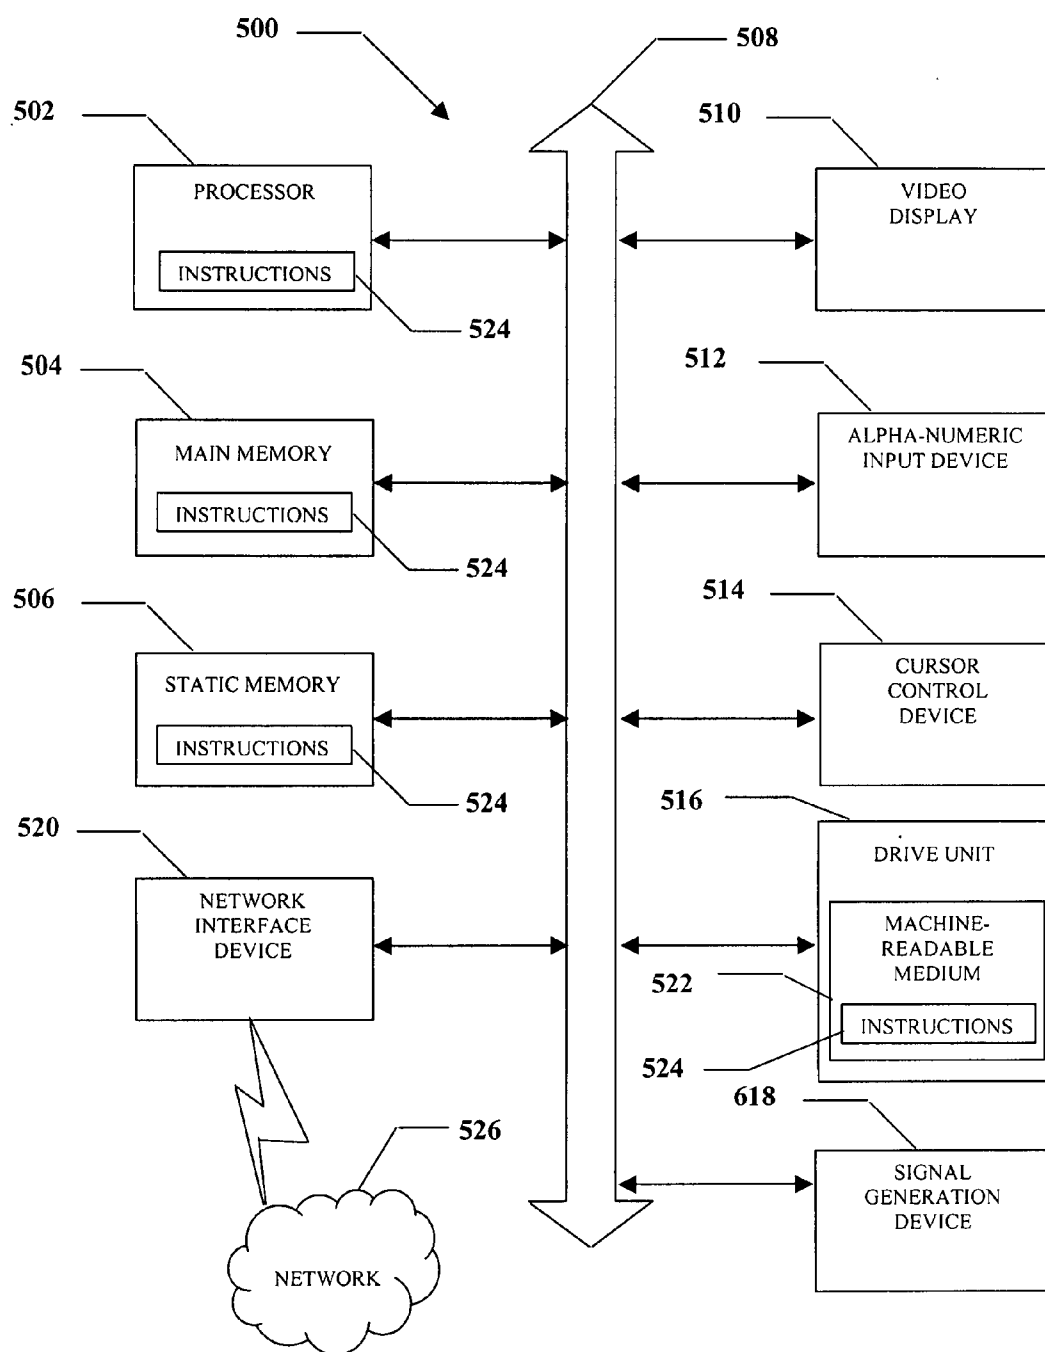 500
508
502
510
PROCESSOR
INSTRUCTIONS
524
VIDEO
DISPLAY
504
512
MAIN MEMORY
INSTRUCTIONS
524
ALPHA-NUMERIC
INPUT DEVICE
506
514
STATIC MEMORY
INSTRUCTIONS
524
CURSOR
CONTROL
DEVICE
520
516
NETWORK
INTERFACE
DEVICE
DRIVE UNIT
MACHINE-
READABLE
MEDIUM
522
INSTRUCTIONS
524
618
526
NETWORK
SIGNAL
GENERATION
DEVICE